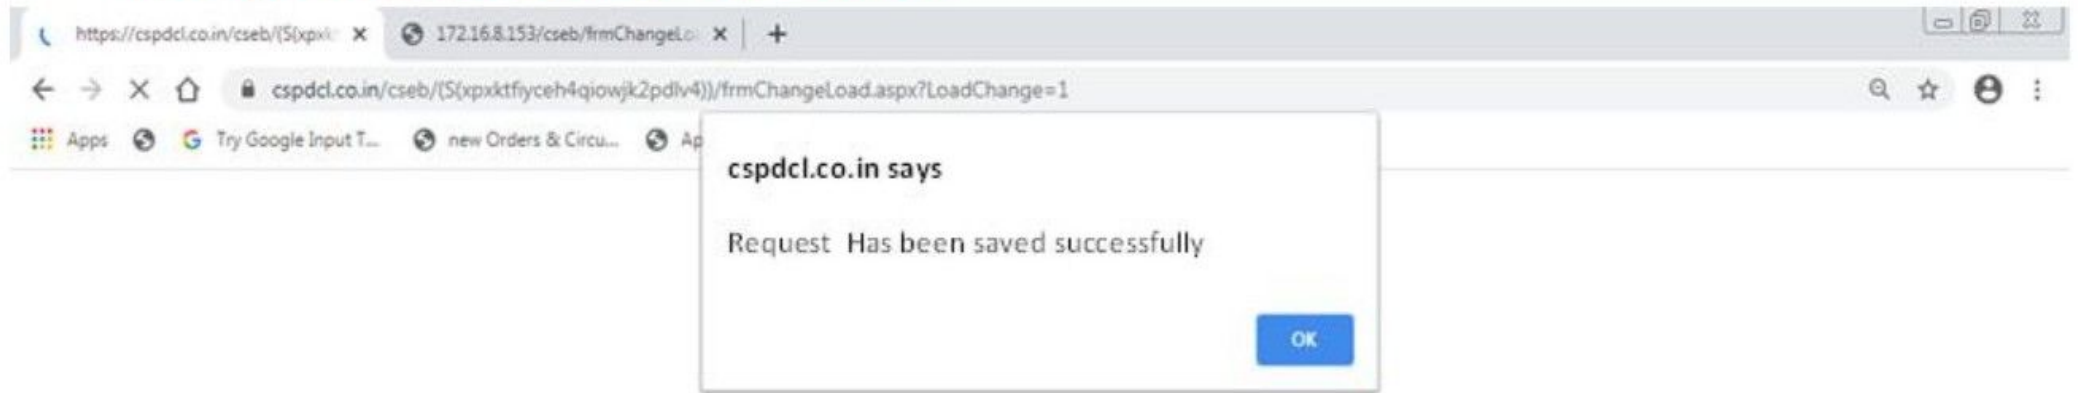 https://cspdcl.co.in/cseb/(S(xpxk
172.16.8.153/cseb/frmChangeLo
cspdcl.co.in/cseb/(S(xpxktfiyceh4qiowjk2pdlv4))/frmChangeLoad.aspx?LoadChange=1
Apps Try Google Input T... new Orders & Circu... Ap
cspdcl.co.in says
Request Has been saved successfully
OK